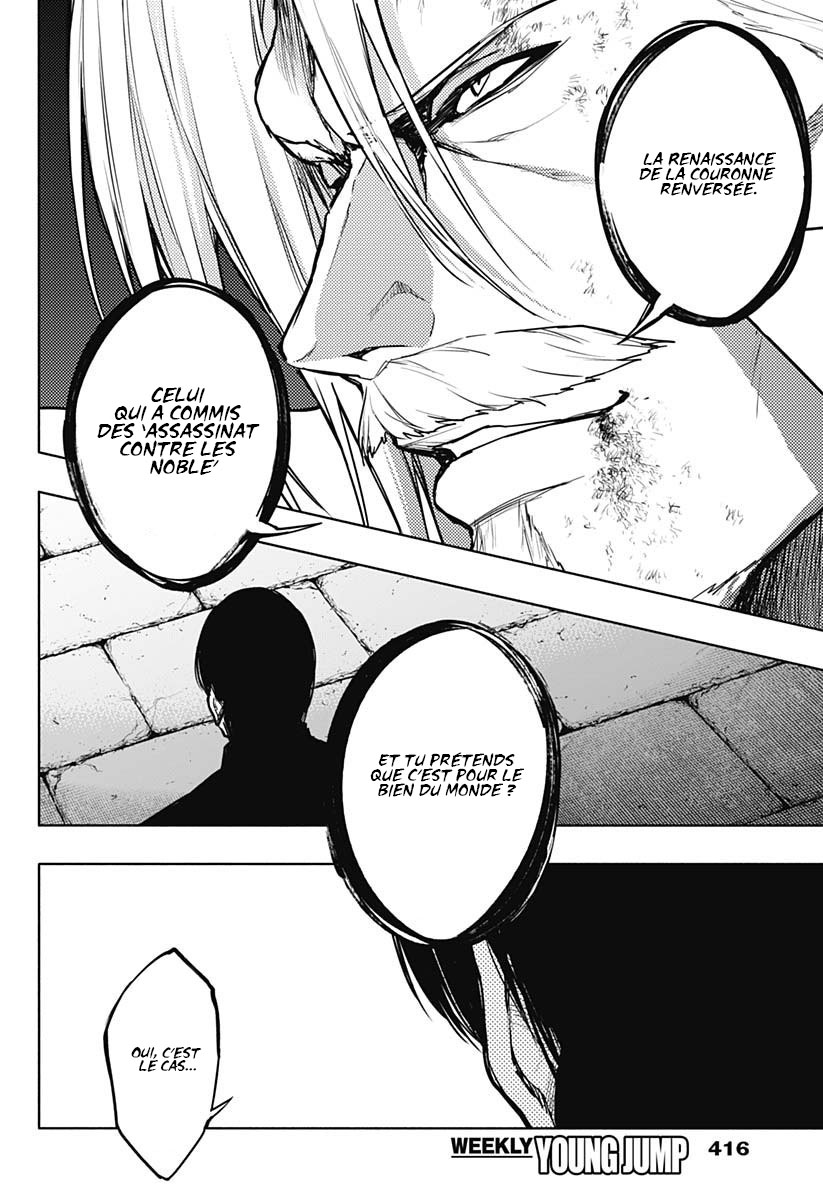 LA RENAISSANCE
DE LA COURONNE
RENVERSÉE.
CELUI
QUI A COMMIS
DES 'ASSASSINAT
CONTRE LES
NOBLE'
ET TU PRÉTENDS
QUE C'EST POUR LE
BIEN DU MONDE ?
OUI, C'EST
LE CAS...
WEEKLY YOUNG JUMP 416